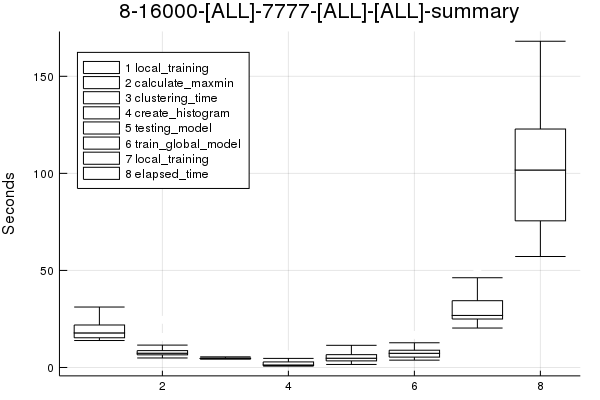 8-16000-[ALL]-7777-[ALL]-[ALL]-summary
Seconds
150
100
50
0
1 local_training
2 calculate_maxmin
3 clustering_time
4 create_histogram
5 testing_model
6 train_global_model
7 local_training
8 elapsed_time
2
4
6
8